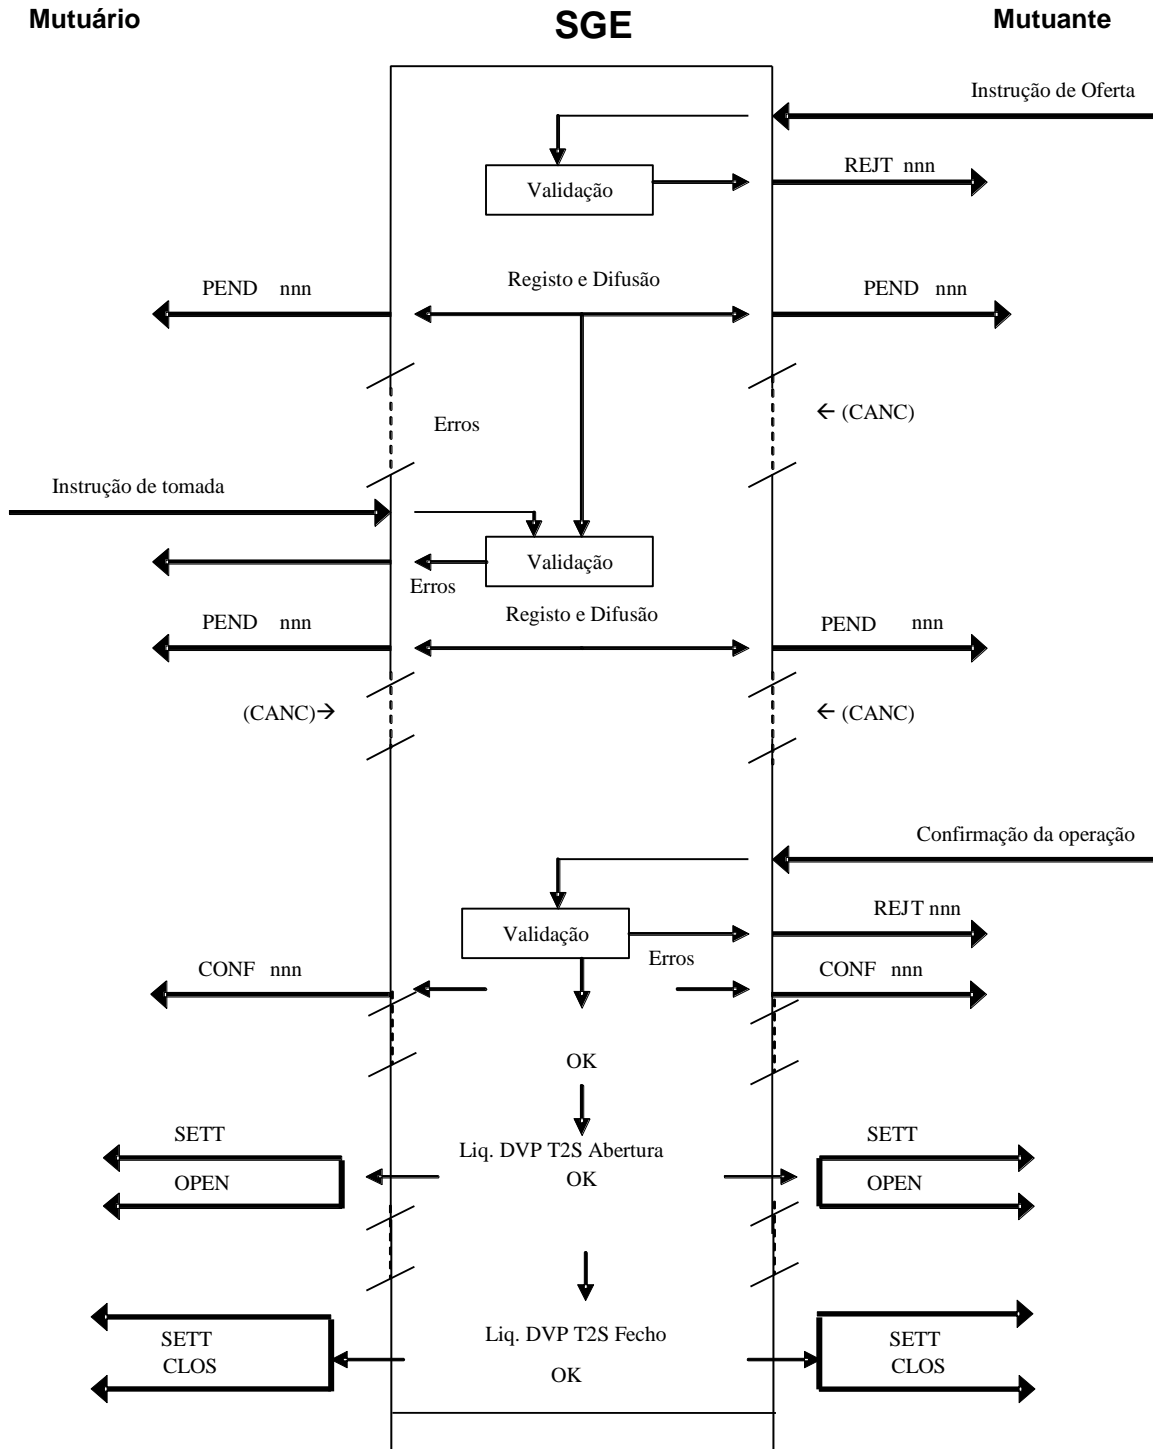 Mutuário
SGE
Mutuante
Instrução de Oferta
REJT nnn
Validação
Registo e Difusão
PEND nnn
PEND nnn
← (CANC)
Erros
Instrução de tomada
Validação
Erros
Registo e Difusão
PEND nnn
PEND nnn
(CANC)→
← (CANC)
Confirmação da operação
REJT nnn
Validação
Erros
CONF nnn
CONF nnn
OK
SETT
SETT
Liq. DVP T2S Abertura
OPEN
OK
OPEN
SETT
Liq. DVP T2S Fecho
SETT
CLOS
OK
CLOS